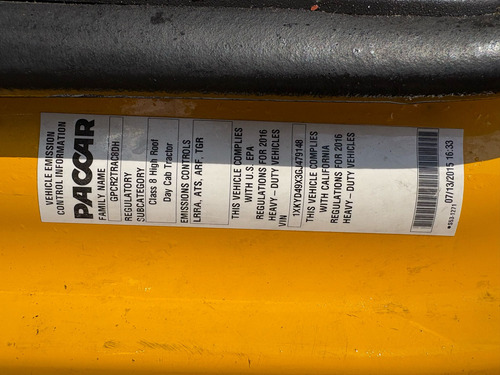 VEHICLE EMISSION
CONTROL INFORMATION
PACCAR
FAMILY NAME
GPCR2TRACBDH
REGULATORY
SUBCATEGORY
Class 8 High Roof
Day Cab Tractor
EMISSIONS CONTROLS
LRRA, ATS, ARF, TGR
THIS VEHICLE COMPLIES
WITH U.S EPA
REGULATIONS FOR 2016
HEAVY - DUTY VEHICLES
VIN
1XKYD49X3GJ479148
THIS VEHICLE COMPLIES
WITH CALIFORNIA
REGULATIONS FOR 2016
HEAVY - DUTY VEHICLES
07/13/2015 16:33